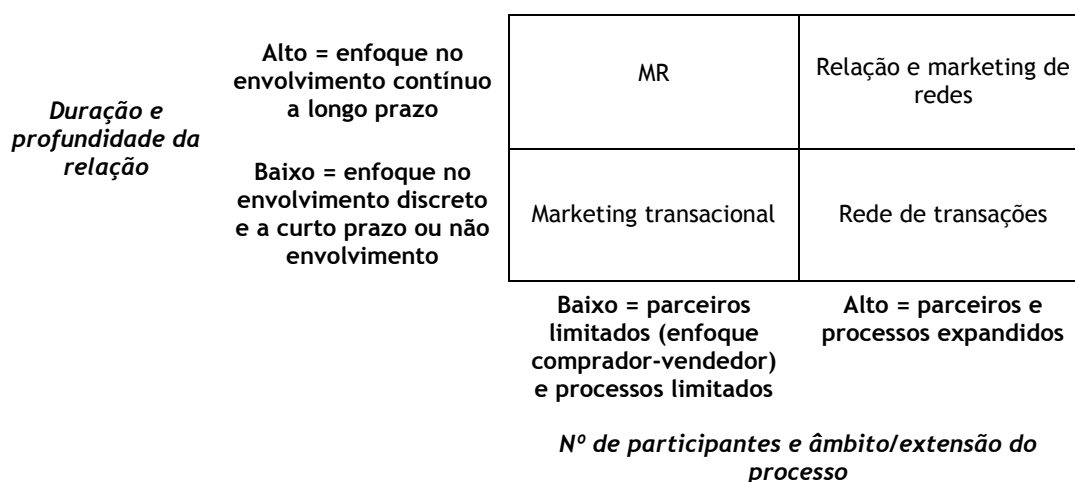 Duração e
profundidade da
relação
Alto = enfoque no
envolvimento contínuo
a longo prazo
MR
Relação e marketing de
redes
Baixo = enfoque no
envolvimento discreto
e a curto prazo ou não
envolvimento
Marketing transacional
Rede de transações
Baixo = parceiros
limitados (enfoque
comprador-vendedor)
e processos limitados
Alto = parceiros e
processos expandidos
Nº de participantes e âmbito/extensão do
processo